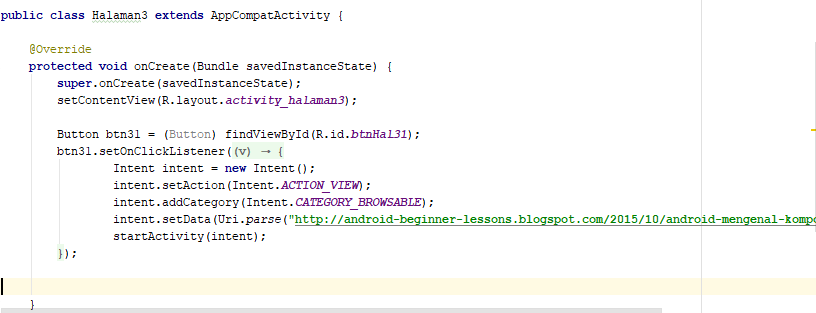 public class Halaman3 extends AppCompatActivity {
@Override
protected void onCreate(Bundle savedInstanceState) {
super.onCreate(savedInstanceState);
setContentView(R.layout.activity_halaman3);
Button btn31 = (Button) findViewById(R.id.btnHal31);
btn31.setOnClickListener((v) → {
Intent intent = new Intent();
intent.setAction(Intent.ACTION_VIEW);
intent.addCategory(Intent.CATEGORY_BROWSABLE);
intent.setData(Uri.parse("http://android-beginner-lessons.blogspot.com/2015/10/android-mengenal-kompo
startActivity(intent);
});
}